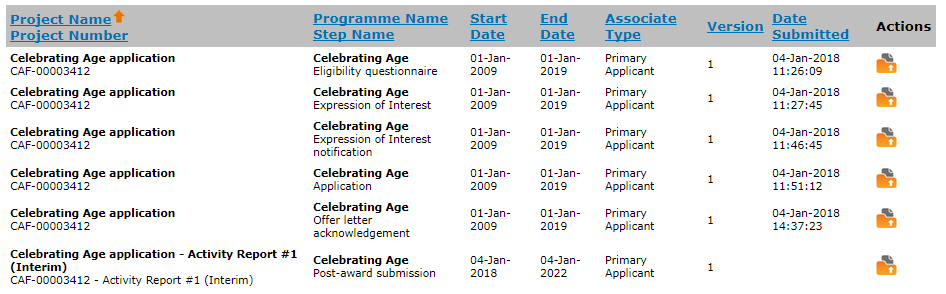 Project Name Programme Name Start End Associate Version Date Actions
Project Number Step Name Date Date Type Submitted
Celebrating Age application Celebrating Age 01-Jan- 01-Jan- Primary 1 04-Jan-2018
CAF-00003412 Eligibility questionnaire 2009 2019 Applicant 11:26:09
Celebrating Age application Celebrating Age 01-Jan- 01-Jan- Primary 1 04-Jan-2018
CAF-00003412 Expression of Interest 2009 2019 Applicant 11:27:45
Celebrating Age application Celebrating Age 01-Jan- 01-Jan- Primary 1 04-Jan-2018
CAF-00003412 Expression of Interest 2009 2019 Applicant 11:46:45
notification
Celebrating Age application Celebrating Age 01-Jan- 01-Jan- Primary 1 04-Jan-2018
CAF-00003412 Application 2009 2019 Applicant 11:51:12
Celebrating Age application Celebrating Age 01-Jan- 01-Jan- Primary 1 04-Jan-2018
CAF-00003412 Offer letter 2009 2019 Applicant 14:37:23
acknowledgement
Celebrating Age application - Activity Report #1 Celebrating Age 04-Jan- 04-Jan- Primary 1
(Interim) Post-award submission 2018 2022 Applicant
CAF-00003412 - Activity Report #1 (Interim)